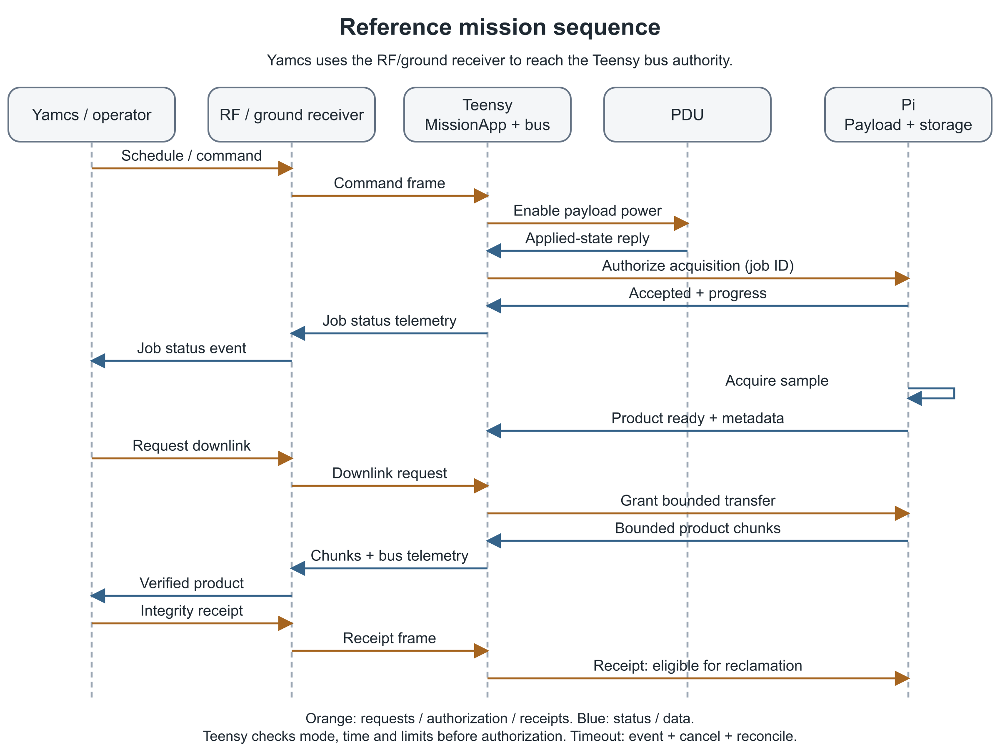 Reference mission sequence
Yamcs uses the RF/ground receiver to reach the Teensy bus authority.
Yamcs / operator
RF / ground receiver
Teensy
MissionApp + bus
PDU
Pi
Payload + storage
Schedule / command
Command frame
Enable payload power
Applied-state reply
Authorize acquisition (job ID)
Accepted + progress
Job status telemetry
Job status event
Acquire sample
Product ready + metadata
Request downlink
Downlink request
Grant bounded transfer
Bounded product chunks
Chunks + bus telemetry
Verified product
Integrity receipt
Receipt frame
Receipt: eligible for reclamation
Orange: requests / authorization / receipts. Blue: status / data.
Teensy checks mode, time and limits before authorization. Timeout: event + cancel + reconcile.